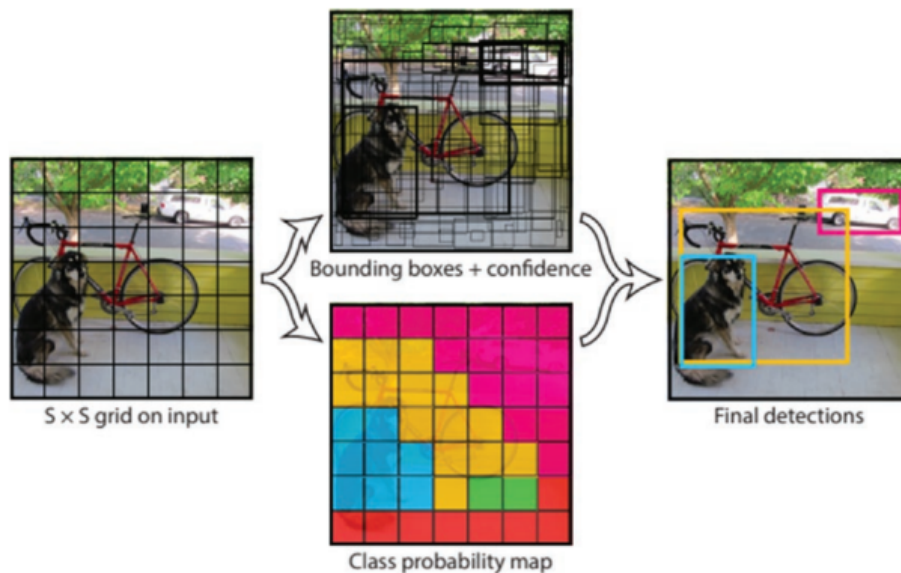 Bounding boxes + confidence
S × S grid on input
Final detections
Class probability map